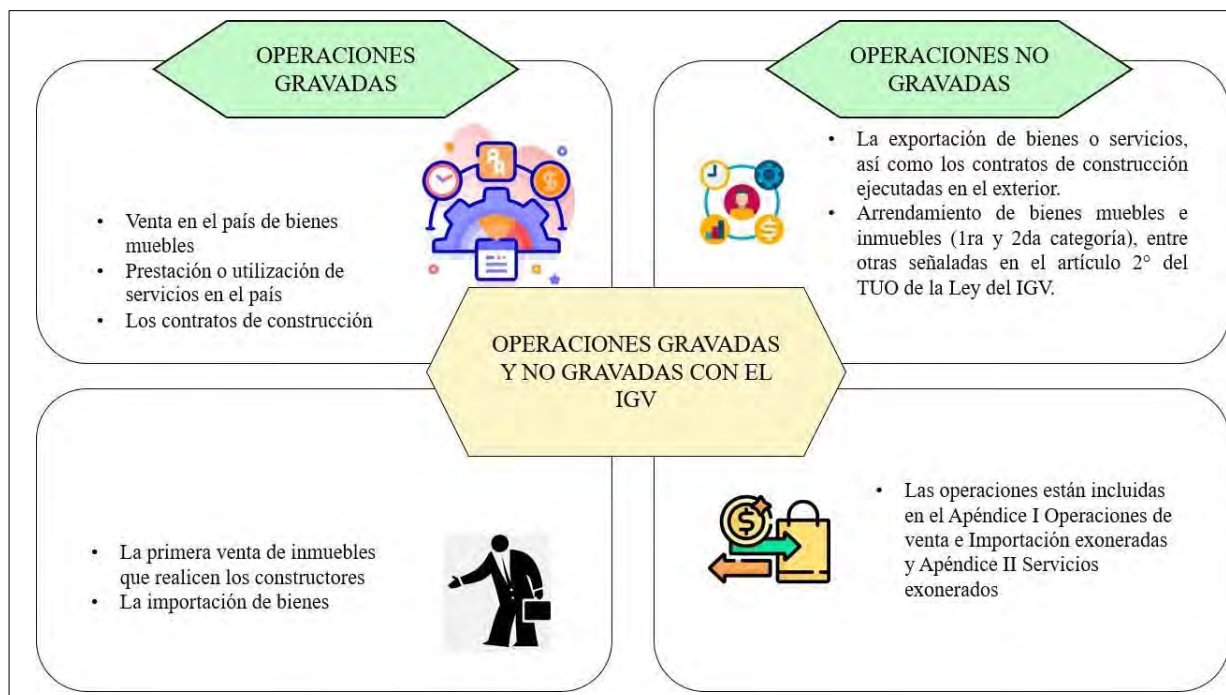 OPERACIONES
GRAVADAS
• Venta en el país de bienes
muebles
• Prestación o utilización de
servicios en el país
• Los contratos de construcción
OPERACIONES NO
GRAVADAS
• La exportación de bienes o servicios,
así como los contratos de construcción
ejecutadas en el exterior.
• Arrendamiento de bienes muebles e
inmuebles (1ra y 2da categoría), entre
otras señaladas en el artículo 2° del
TUO de la Ley del IGV.
OPERACIONES GRAVADAS
Y NO GRAVADAS CON EL
IGV
• La primera venta de inmuebles
que realicen los constructores
• La importación de bienes
• Las operaciones están incluidas
en el Apéndice I Operaciones de
venta e Importación exoneradas
y Apéndice II Servicios
exonerados